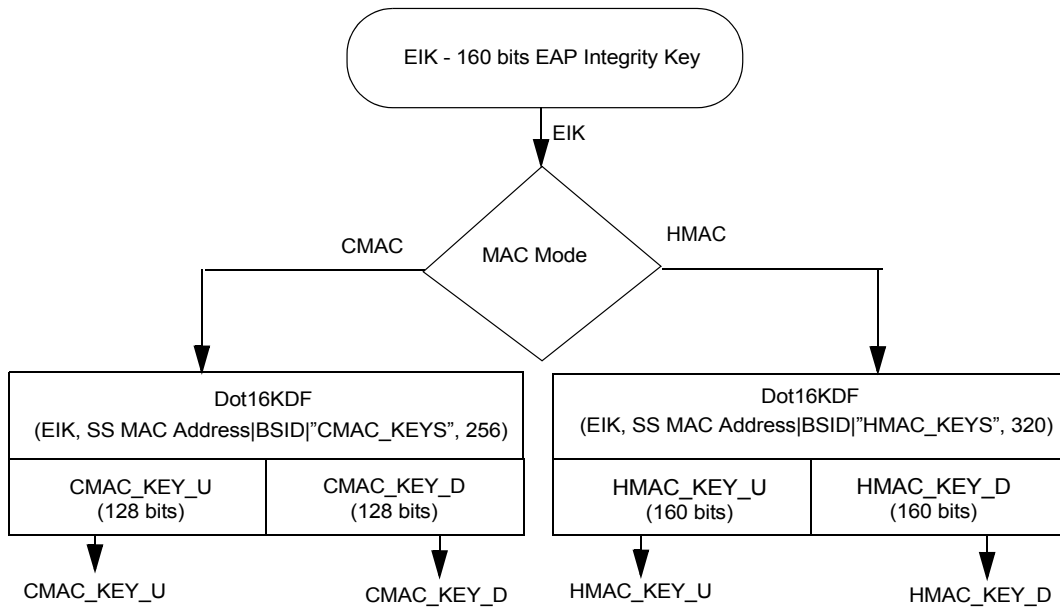 EIK - 160 bits EAP Integrity Key
EIK
MAC Mode
CMAC
HMAC
Dot16KDF
(EIK, SS MAC Address|BSID|”CMAC_KEYS”, 256)
CMAC_KEY_U
(128 bits)
CMAC_KEY_D
(128 bits)
Dot16KDF
(EIK, SS MAC Address|BSID|”HMAC_KEYS”, 320)
HMAC_KEY_U
(160 bits)
HMAC_KEY_D
(160 bits)
CMAC_KEY_U
CMAC_KEY_D
HMAC_KEY_U
HMAC_KEY_D